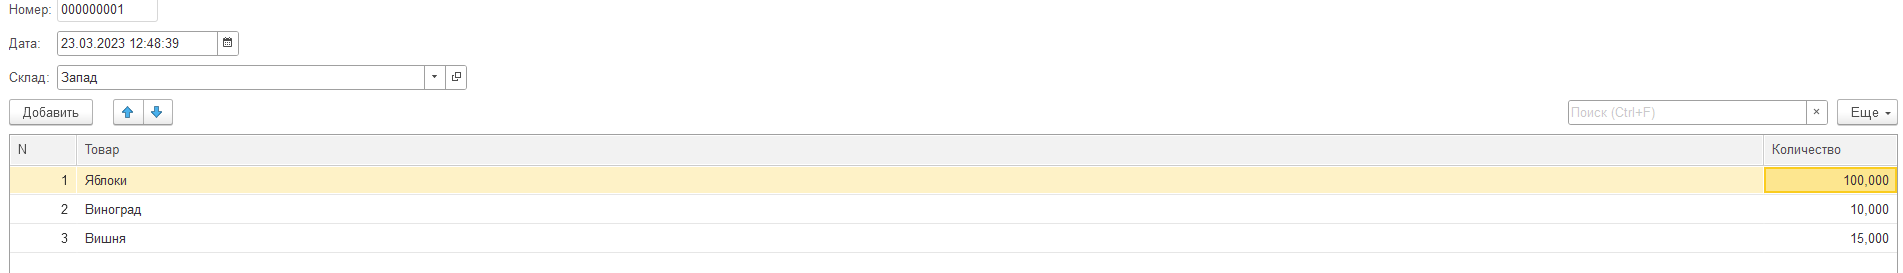 Номер: 000000001
Дата: 23.03.2023 12:48:39
Склад: Запад
Добавить Поиск (Ctrl+F) × Еще
N Товар Количество
1 Яблоки 100,000
2 Виноград 10,000
3 Вишня 15,000